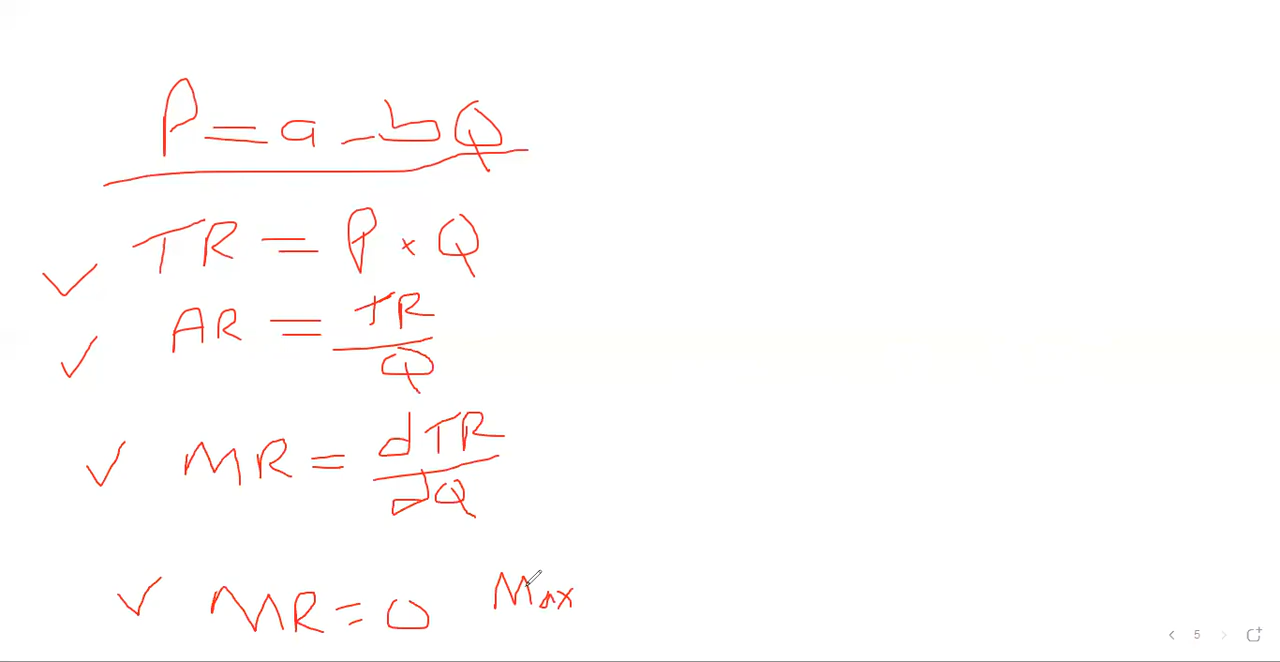 P = a - bQ
TR = P × Q
AR = TR / Q
MR = dTR / dQ
MR = 0 Max
5